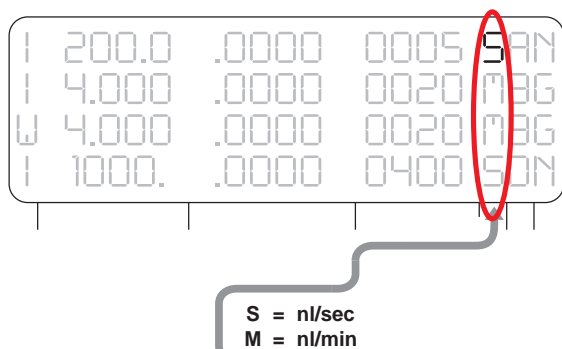 I 200.0 .0000 0005 SAN
I 4.000 .0000 0020 MBG
W 4.000 .0000 0020 MBG
I 1000. .0000 0400 SDN
S = nl/sec
M = nl/min